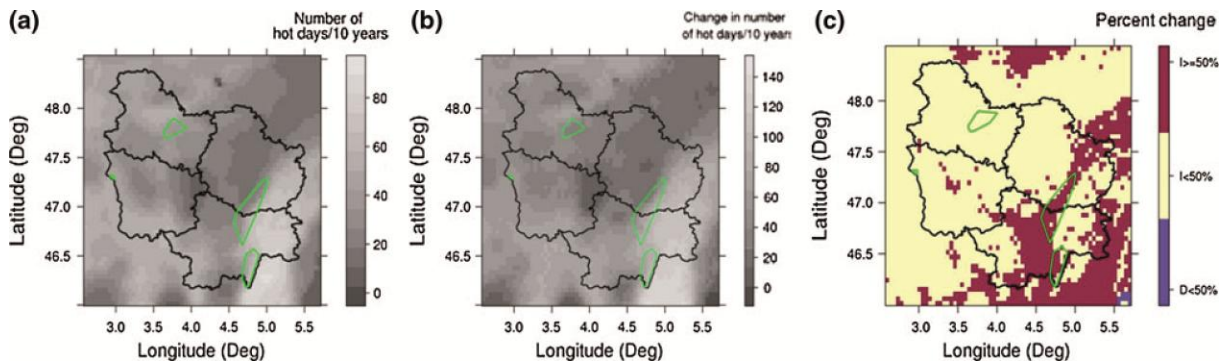 (a)
Number of
hot days/10 years
48.0
47.5
47.0
46.5
Latitude (Deg)
3.0 3.5 4.0 4.5 5.0 5.5
Longitude (Deg)
80
60
40
20
0
(b)
Change in number
of hot days/10 years
48.0
47.5
47.0
46.5
Latitude (Deg)
3.0 3.5 4.0 4.5 5.0 5.5
Longitude (Deg)
140
120
100
80
60
40
20
0
(c)
Percent change
48.0
47.5
47.0
46.5
Latitude (Deg)
3.0 3.5 4.0 4.5 5.0 5.5
Longitude (Deg)
I>=50%
I<50%
D<50%